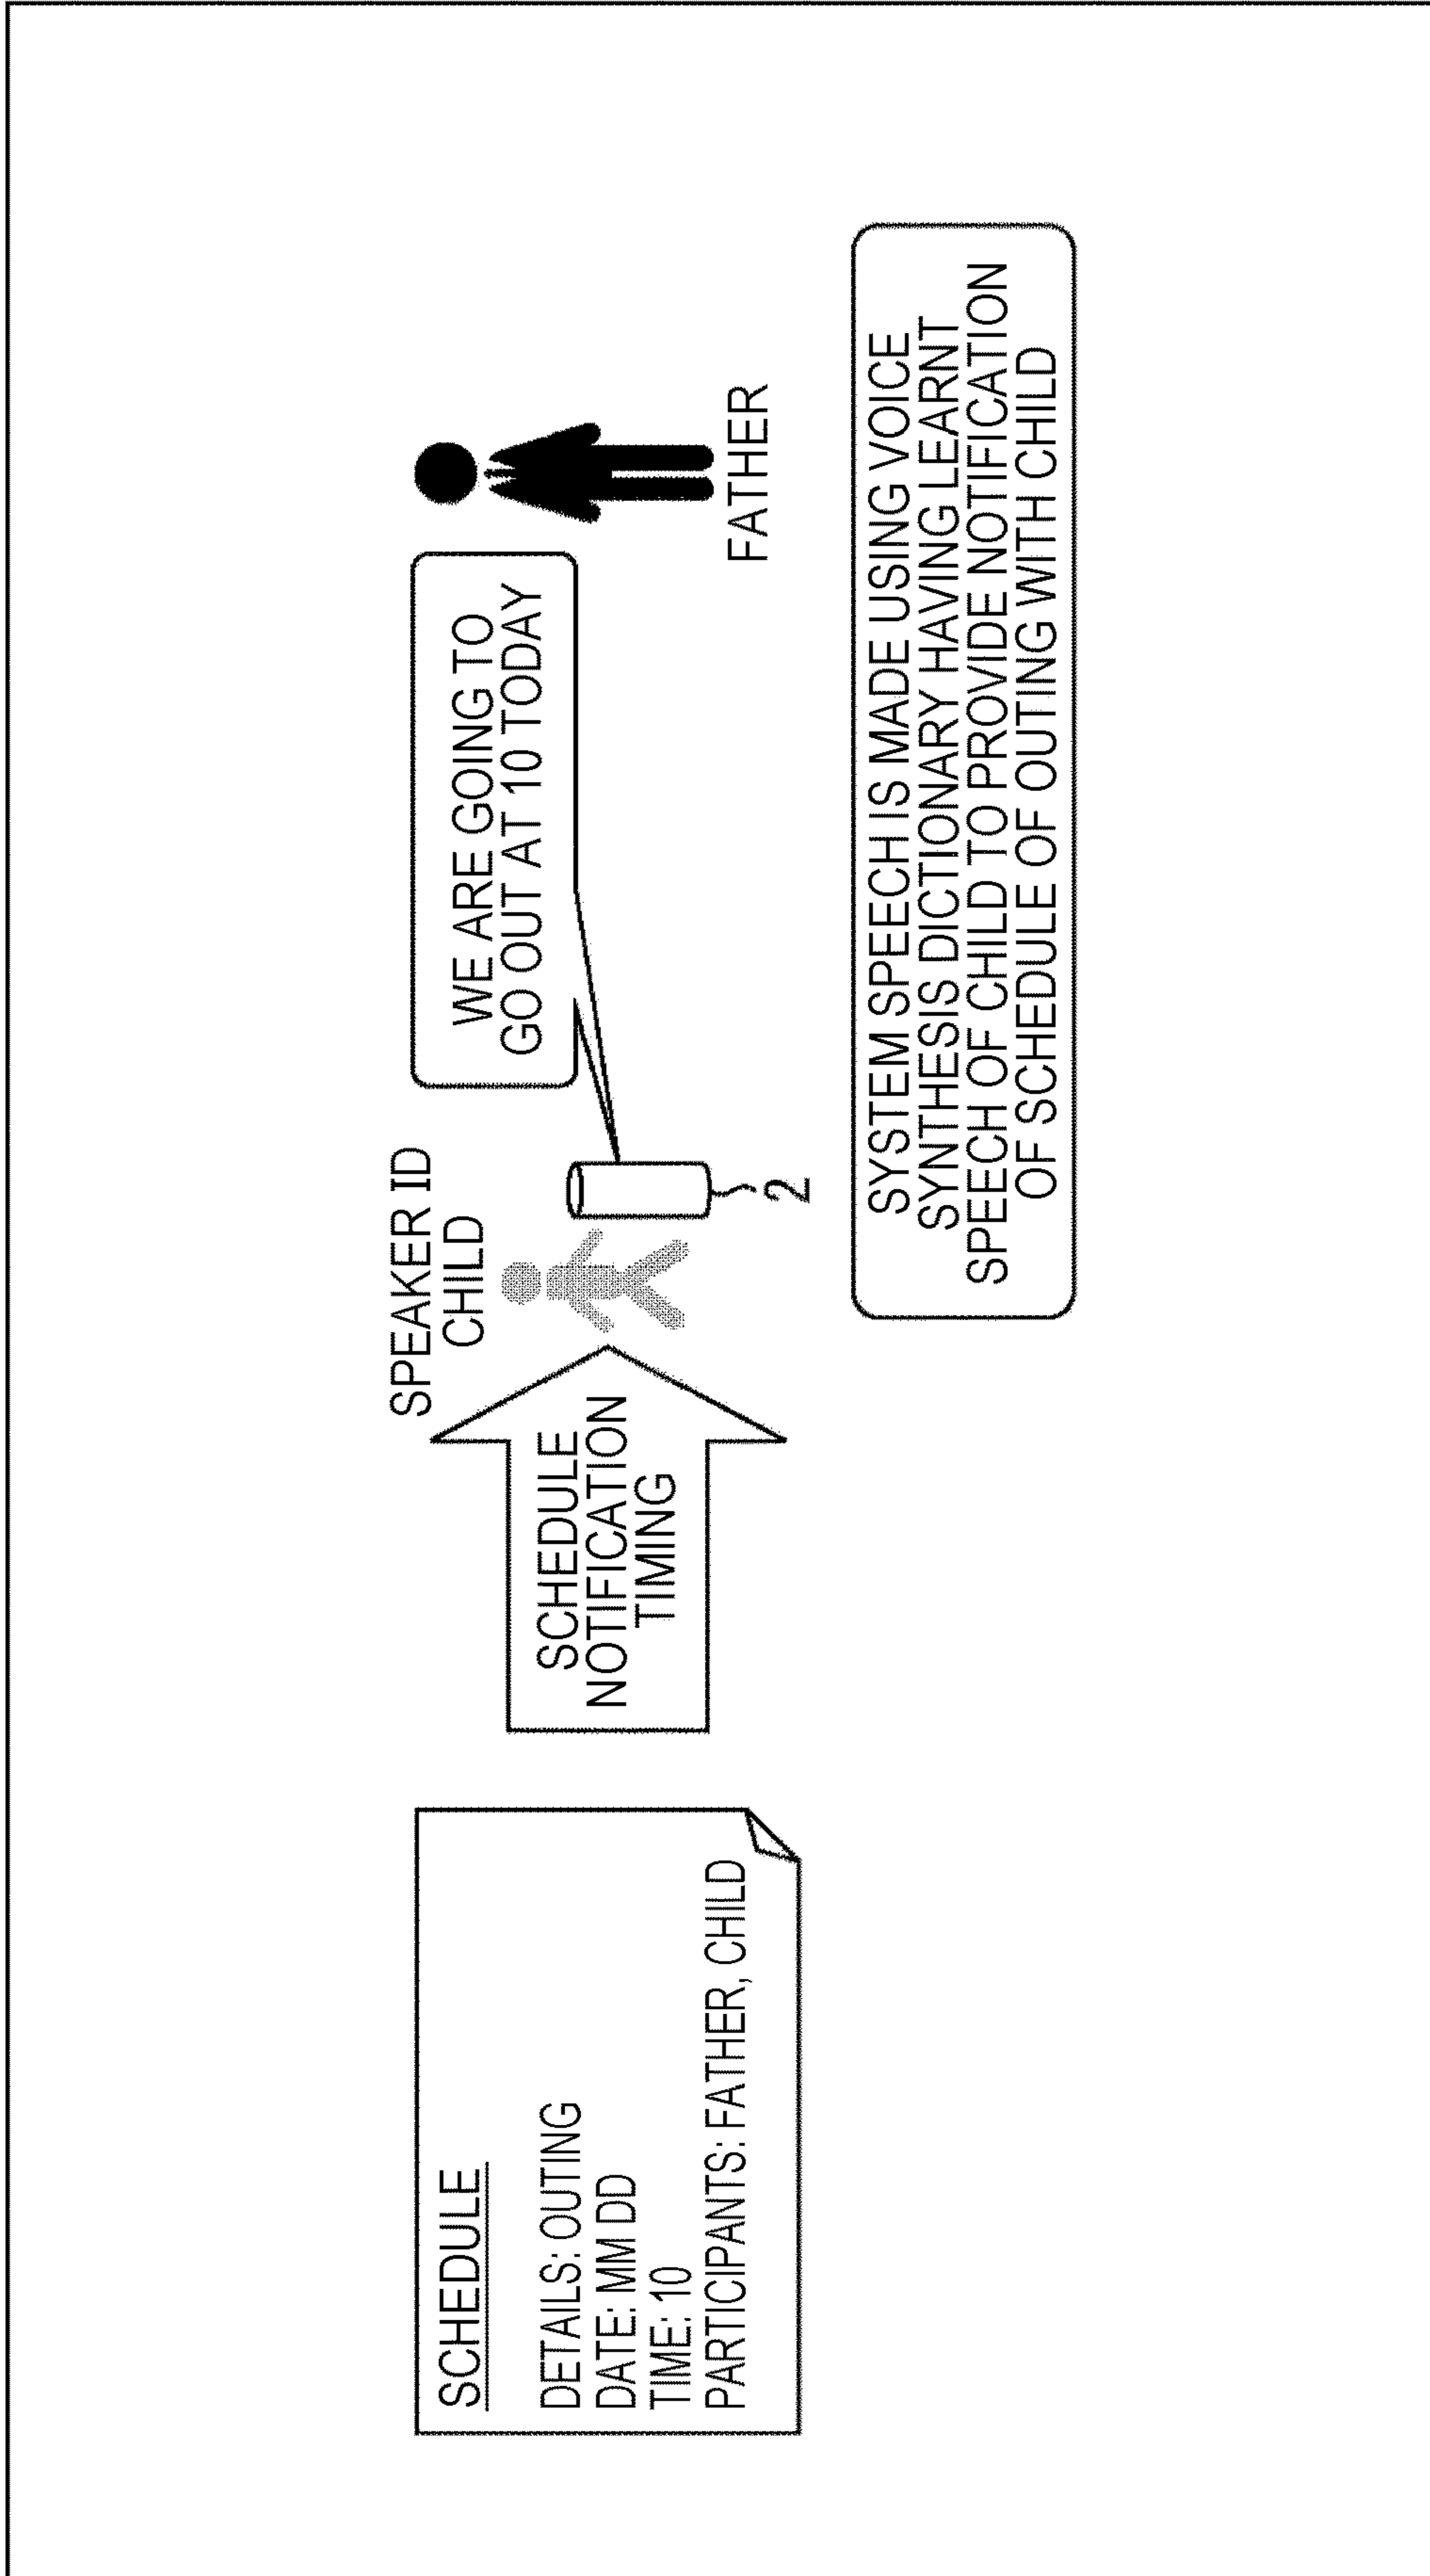 SCHEDULE
DETAILS: OUTING
DATE: MM DD
TIME: 10
PARTICIPANTS: FATHER, CHILD
SCHEDULE
NOTIFICATION
TIMING
SPEAKER ID
CHILD
2
WE ARE GOING TO
GO OUT AT 10 TODAY
FATHER
SYSTEM SPEECH IS MADE USING VOICE
SYNTHESIS DICTIONARY HAVING LEARNT
SPEECH OF CHILD TO PROVIDE NOTIFICATION
OF SCHEDULE OF OUTING WITH CHILD